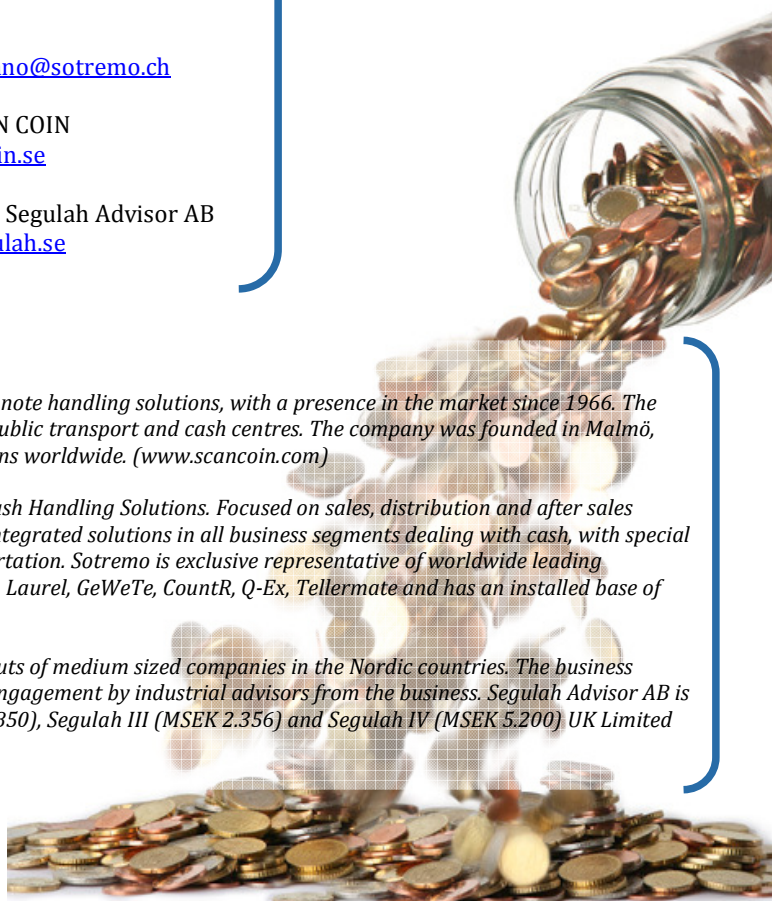 no@sotremo.ch
N COIN
in.se
Segulah Advisor AB
ulah.se
note handling solutions, with a presence in the market since 1966. The
ublic transport and cash centres. The company was founded in Malmö,
ns worldwide. (www.scancoin.com)
ash Handling Solutions. Focused on sales, distribution and after sales
ntegrated solutions in all business segments dealing with cash, with special
rtation. Sotremo is exclusive representative of worldwide leading
Laurel, GeWeTe, CountR, Q-Ex, Tellermate and has an installed base of
uts of medium sized companies in the Nordic countries. The business
ngagement by industrial advisors from the business. Segulah Advisor AB is
850), Segulah III (MSEK 2.356) and Segulah IV (MSEK 5.200) UK Limited